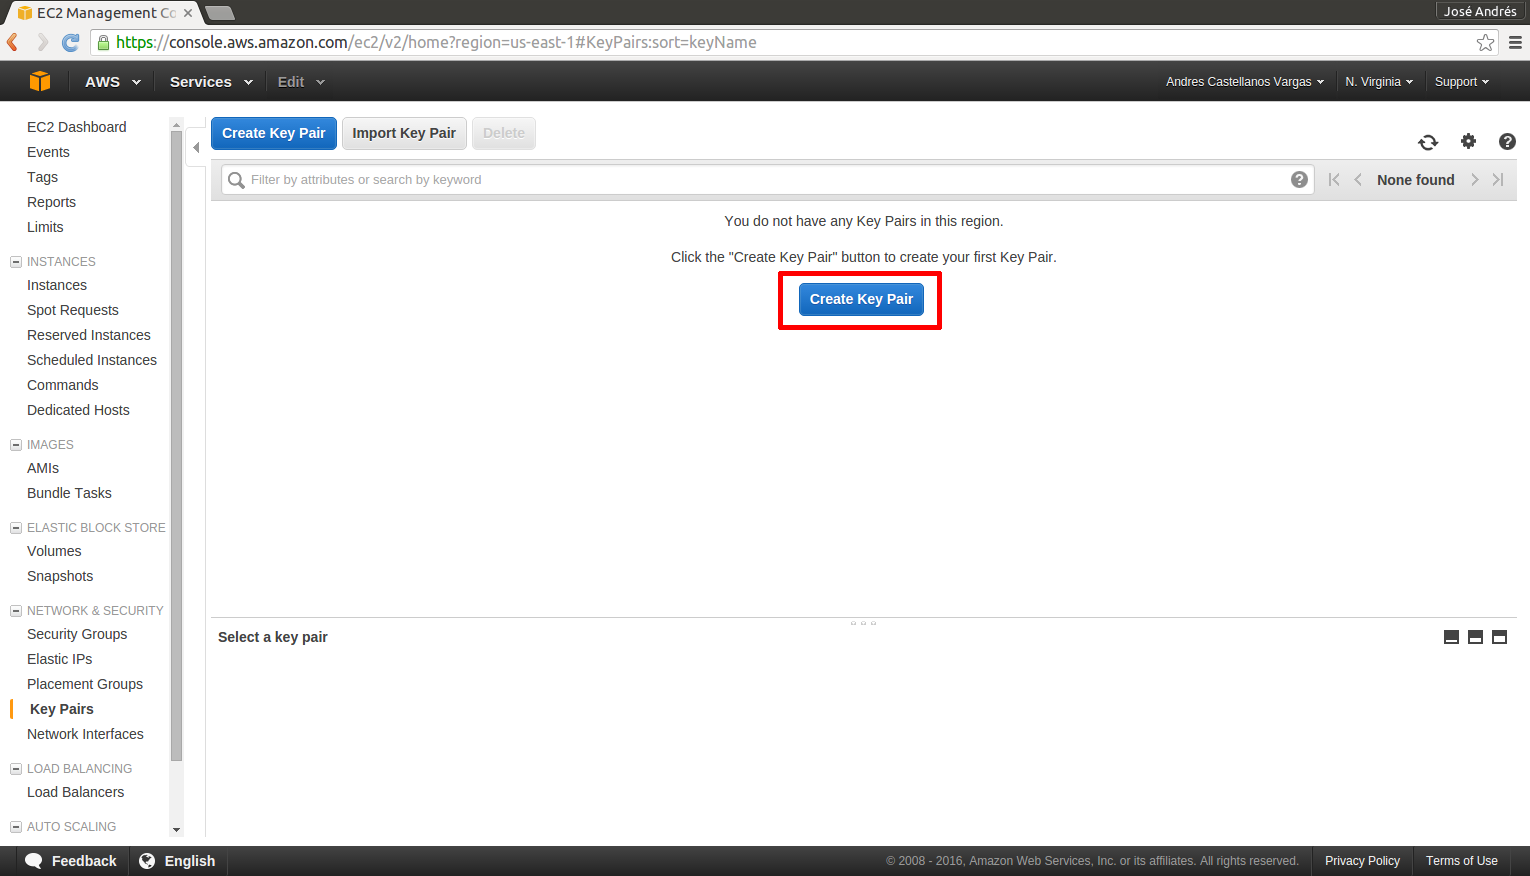 EC2 Management Co
José Andrés
https://console.aws.amazon.com/ec2/v2/home?region=us-east-1#KeyPairs:sort=keyName
AWS Services Edit Andres Castellanos Vargas N. Virginia Support
EC2 Dashboard
Events
Tags
Reports
Limits
INSTANCES
Instances
Spot Requests
Reserved Instances
Scheduled Instances
Commands
Dedicated Hosts
IMAGES
AMIs
Bundle Tasks
ELASTIC BLOCK STORE
Volumes
Snapshots
NETWORK & SECURITY
Security Groups
Elastic IPs
Placement Groups
Key Pairs
Network Interfaces
LOAD BALANCING
Load Balancers
AUTO SCALING
Create Key Pair Import Key Pair Delete
Filter by attributes or search by keyword
None found
You do not have any Key Pairs in this region.
Click the "Create Key Pair" button to create your first Key Pair.
Create Key Pair
Select a key pair
Feedback English © 2008 - 2016, Amazon Web Services, Inc. or its affiliates. All rights reserved. Privacy Policy Terms of Use